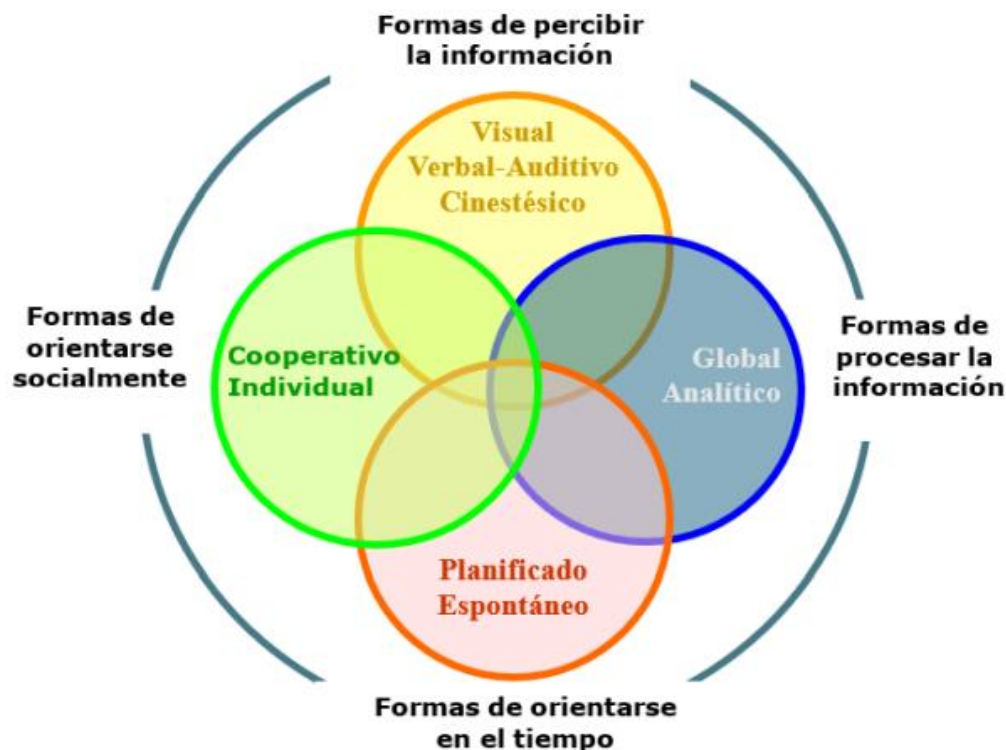 Formas de percibir
la información
Visual
Verbal-Auditivo
Cinestésico
Formas de
orientarse
socialmente
Cooperativo
Individual
Global
Analítico
Formas de
procesar la
información
Planificado
Espontáneo
Formas de orientarse
en el tiempo